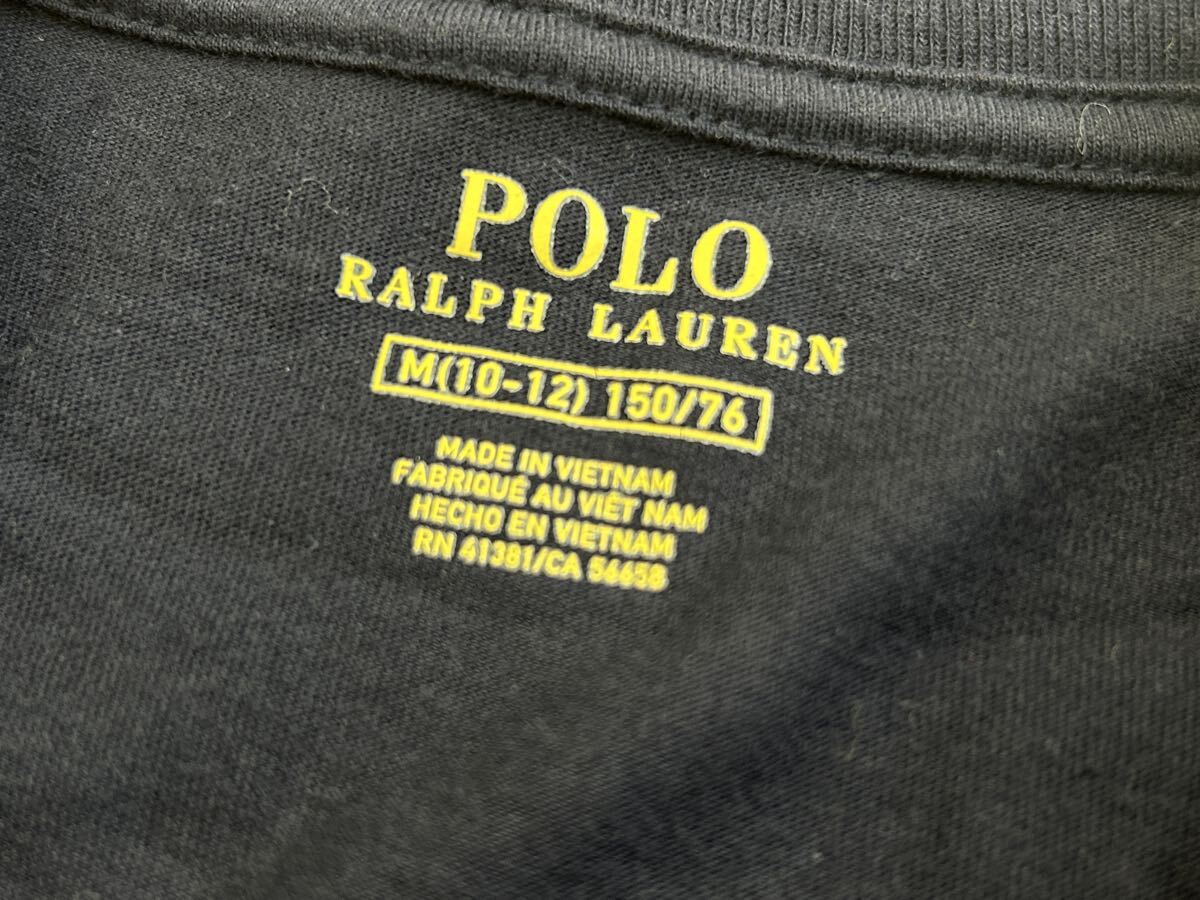 POLO
RALPH LAUREN
M(10-12) 150/76
MADE IN VIETNAM
FABRIQUÉ AU VIÊT NAM
HECHO EN VIETNAM
RN 41381/CA 56658